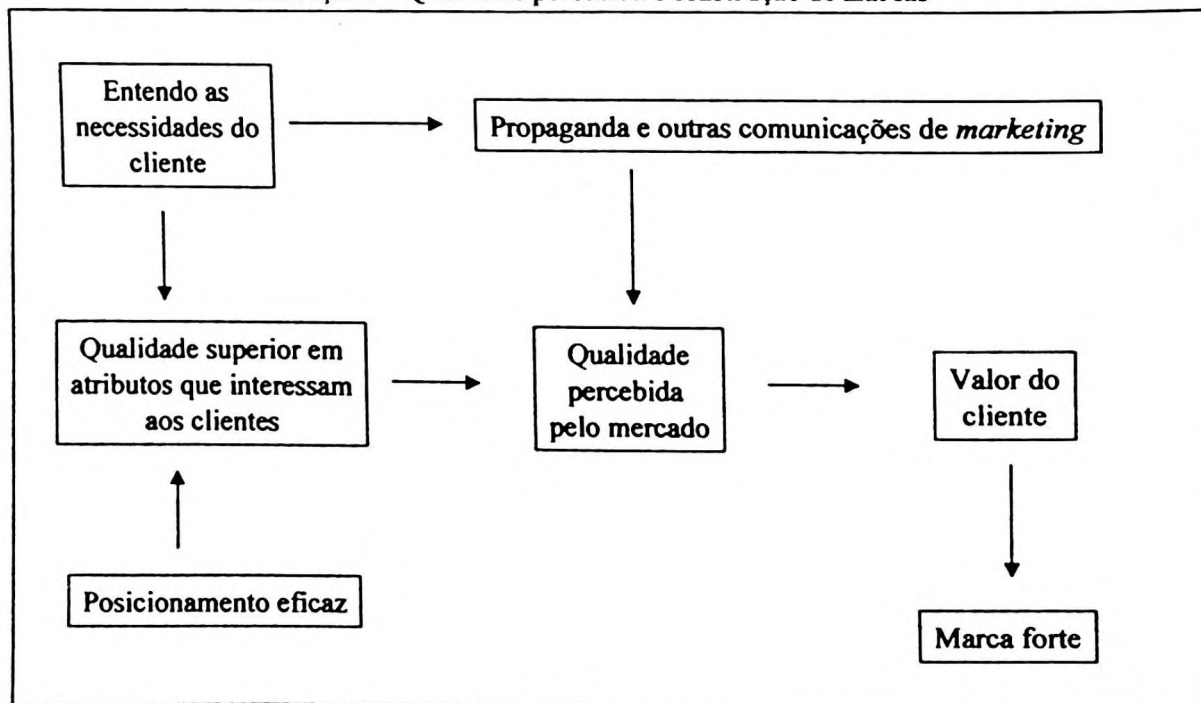 Entendo as
necessidades do
cliente
Propaganda e outras comunicações de marketing
Qualidade superior em
atributos que interessam
aos clientes
Qualidade
percebida
pelo mercado
Valor do
cliente
Posicionamento eficaz
Marca forte